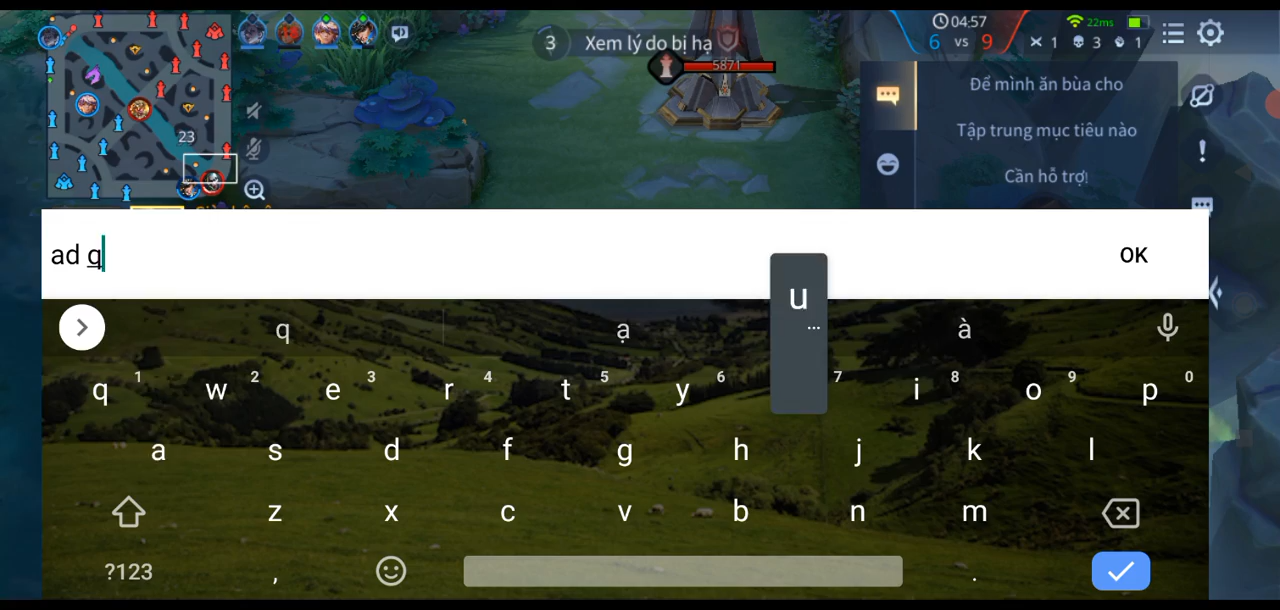 04:57
22ms
6 vs 9
1
3
1
3 Xem lý do bị hạ
5871
23
Để mình ăn bùa cho
Tập trung mục tiêu nào
Cần hỗ trợ!
ad q
OK
u
...
q ạ à
q 1 w 2 e 3 r 4 t 5 y 6 7 i 8 o 9 p 0
a s d f g h j k l
z x c v b n m
?123 , .